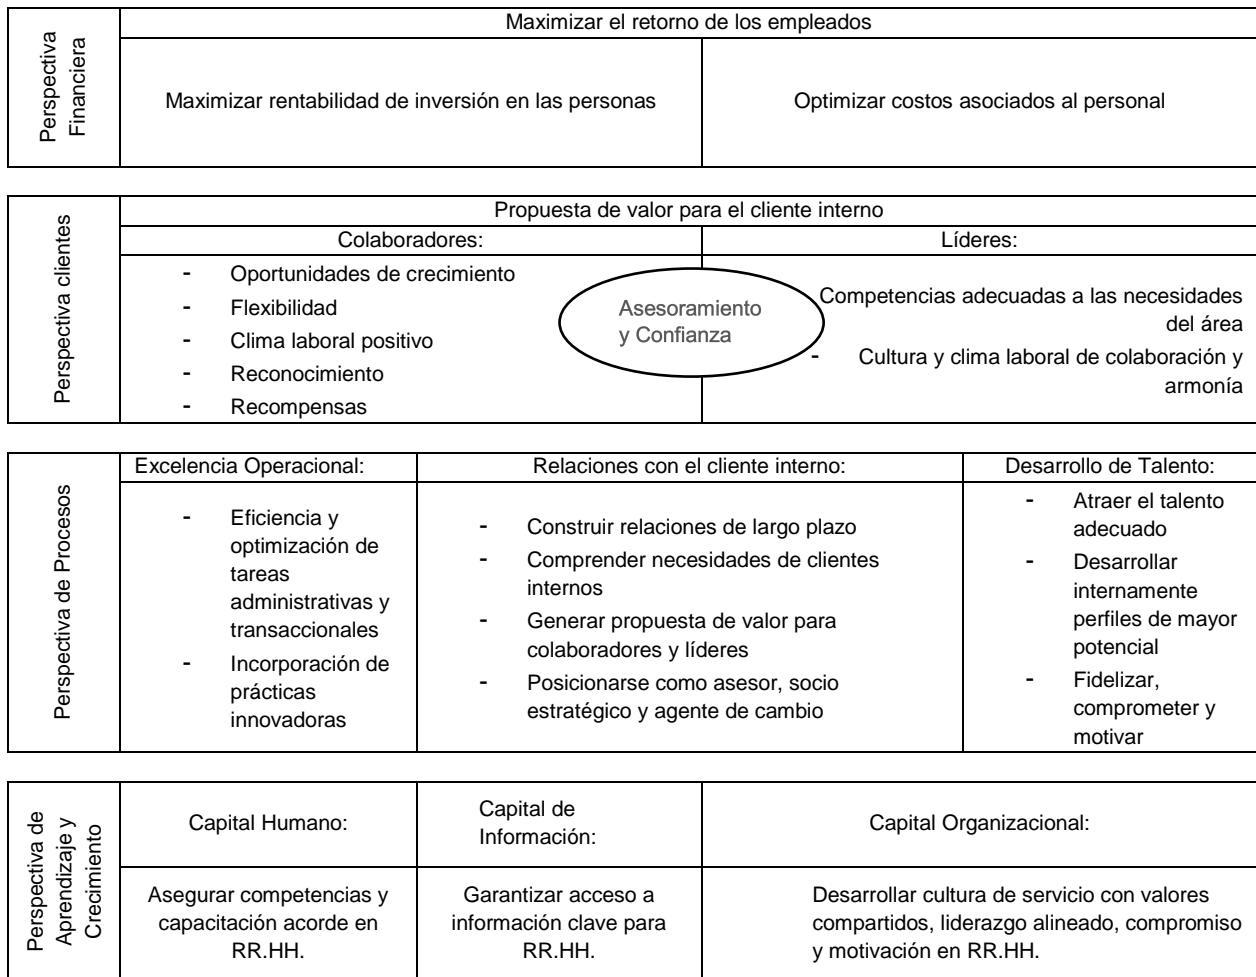 Perspectiva
Financiera
Maximizar el retorno de los empleados
Maximizar rentabilidad de inversión en las personas
Optimizar costos asociados al personal
Perspectiva clientes
Propuesta de valor para el cliente interno
Colaboradores:
- Oportunidades de crecimiento
- Flexibilidad
- Clima laboral positivo
- Reconocimiento
- Recompensas
Asesoramiento
y Confianza
Líderes:
Competencias adecuadas a las necesidades
del área
- Cultura y clima laboral de colaboración y
armonía
Perspectiva de Procesos
Excelencia Operacional:
- Eficiencia y
optimización de
tareas
administrativas y
transaccionales
- Incorporación de
prácticas
innovadoras
Relaciones con el cliente interno:
- Construir relaciones de largo plazo
- Comprender necesidades de clientes
internos
- Generar propuesta de valor para
colaboradores y líderes
- Posicionarse como asesor, socio
estratégico y agente de cambio
Desarrollo de Talento:
- Atraer el talento
adecuado
- Desarrollar
internamente
perfiles de mayor
potencial
- Fidelizar,
comprometer y
motivar
Perspectiva de
Aprendizaje y
Crecimiento
Capital Humano:
Asegurar competencias y
capacitación acorde en
RR.HH.
Capital de
Información:
Garantizar acceso a
información clave para
RR.HH.
Capital Organizacional:
Desarrollar cultura de servicio con valores
compartidos, liderazgo alineado, compromiso
y motivación en RR.HH.